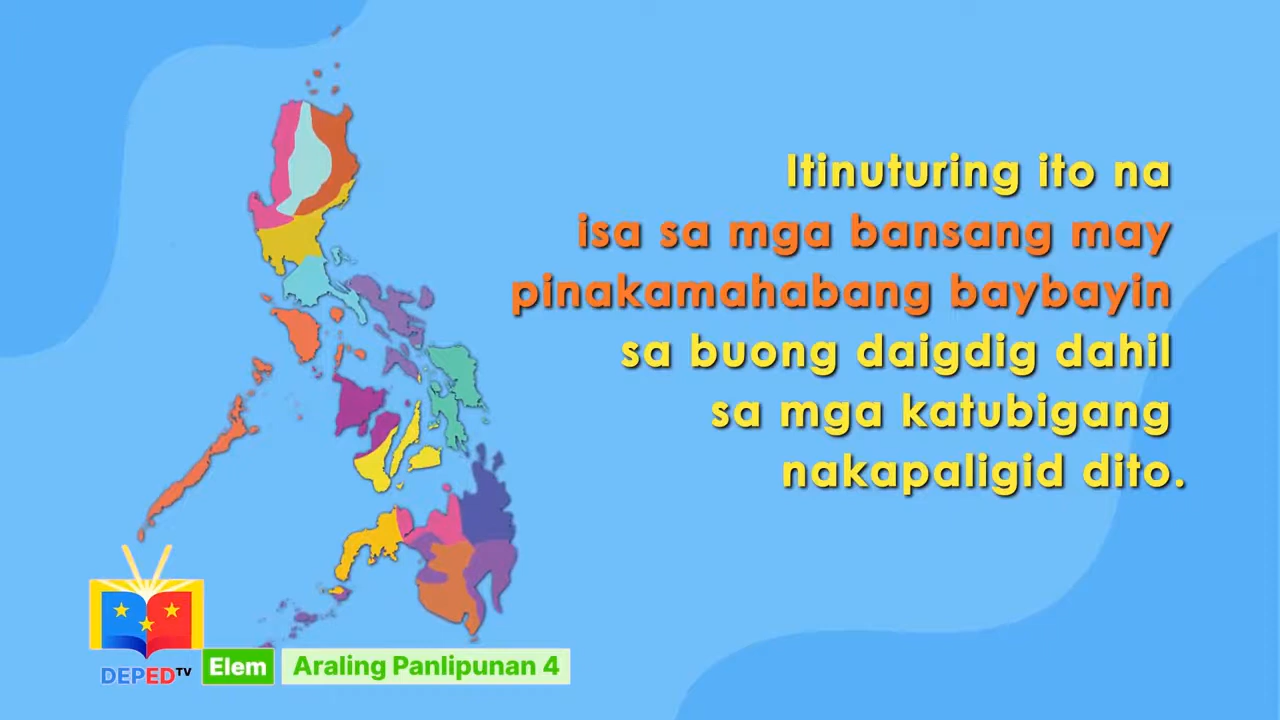 Itinuturing ito na
isa sa mga bansang may
pinakamahabang baybayin
sa buong daigdig dahil
sa mga katubigang
nakapaligid dito.
DEPED TV
Elem
Araling Panlipunan 4